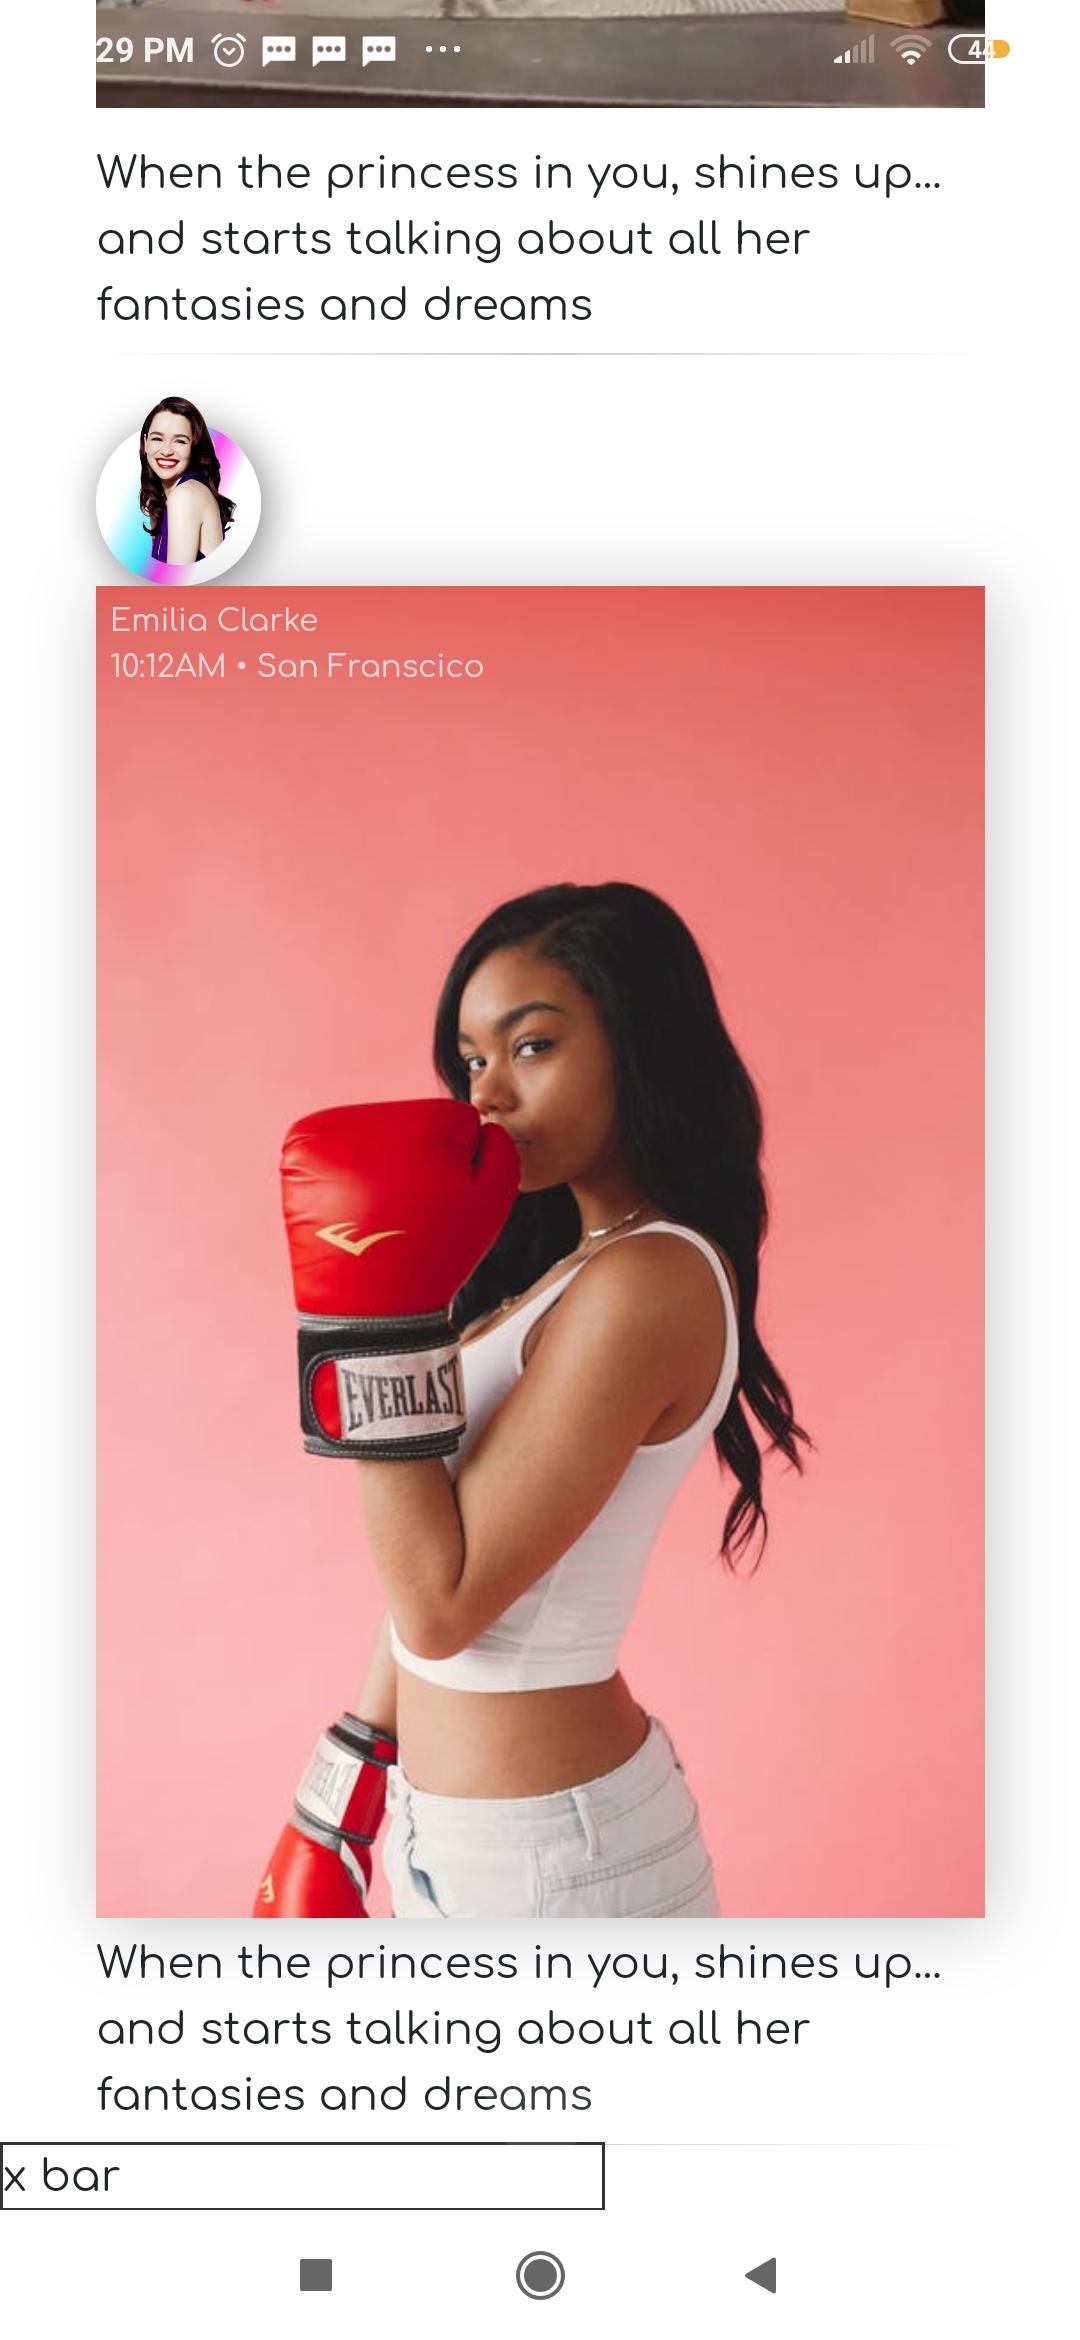 29 PM
44
When the princess in you, shines up...
and starts talking about all her
fantasies and dreams
Emilia Clarke
10:12AM • San Franscico
EVERLAST
When the princess in you, shines up...
and starts talking about all her
fantasies and dreams
x bar